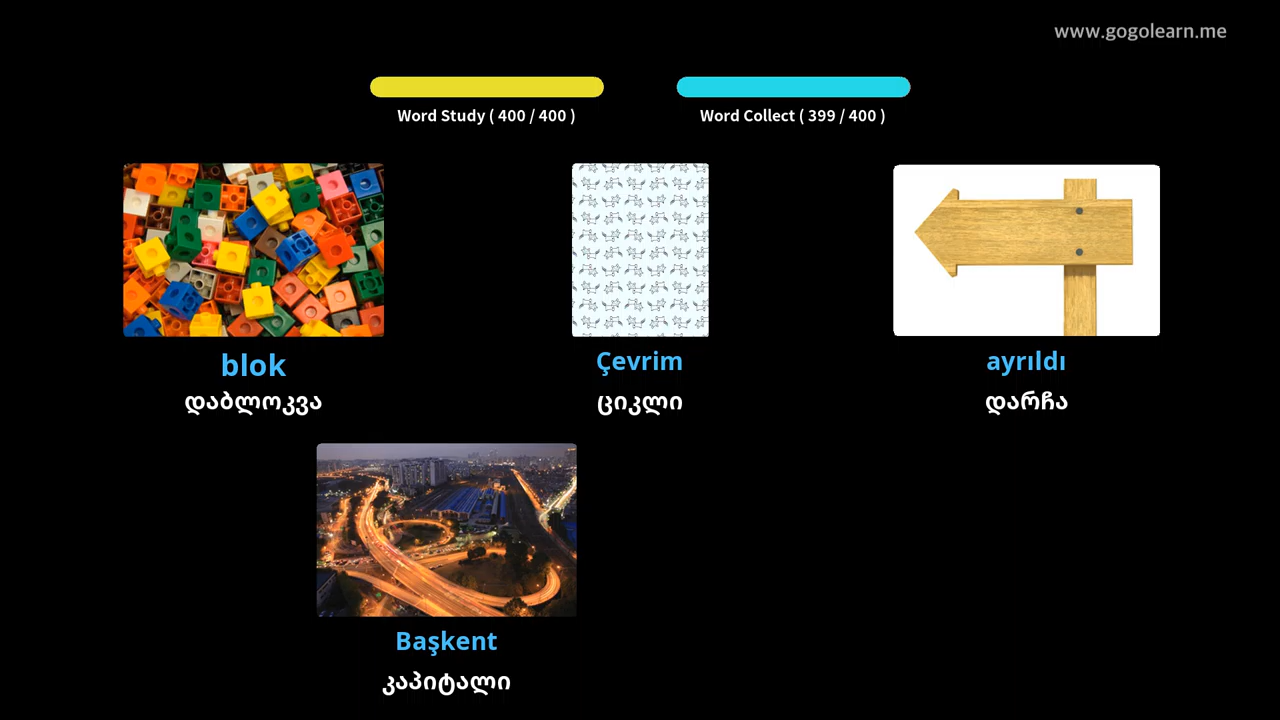 www.gogolearn.me
Word Study ( 400 / 400 )
Word Collect ( 399 / 400 )
blok
Çevrim
ayrıldı
დაბლოკვა
ციკლი
დარჩა
Başkent
კაპიტალი